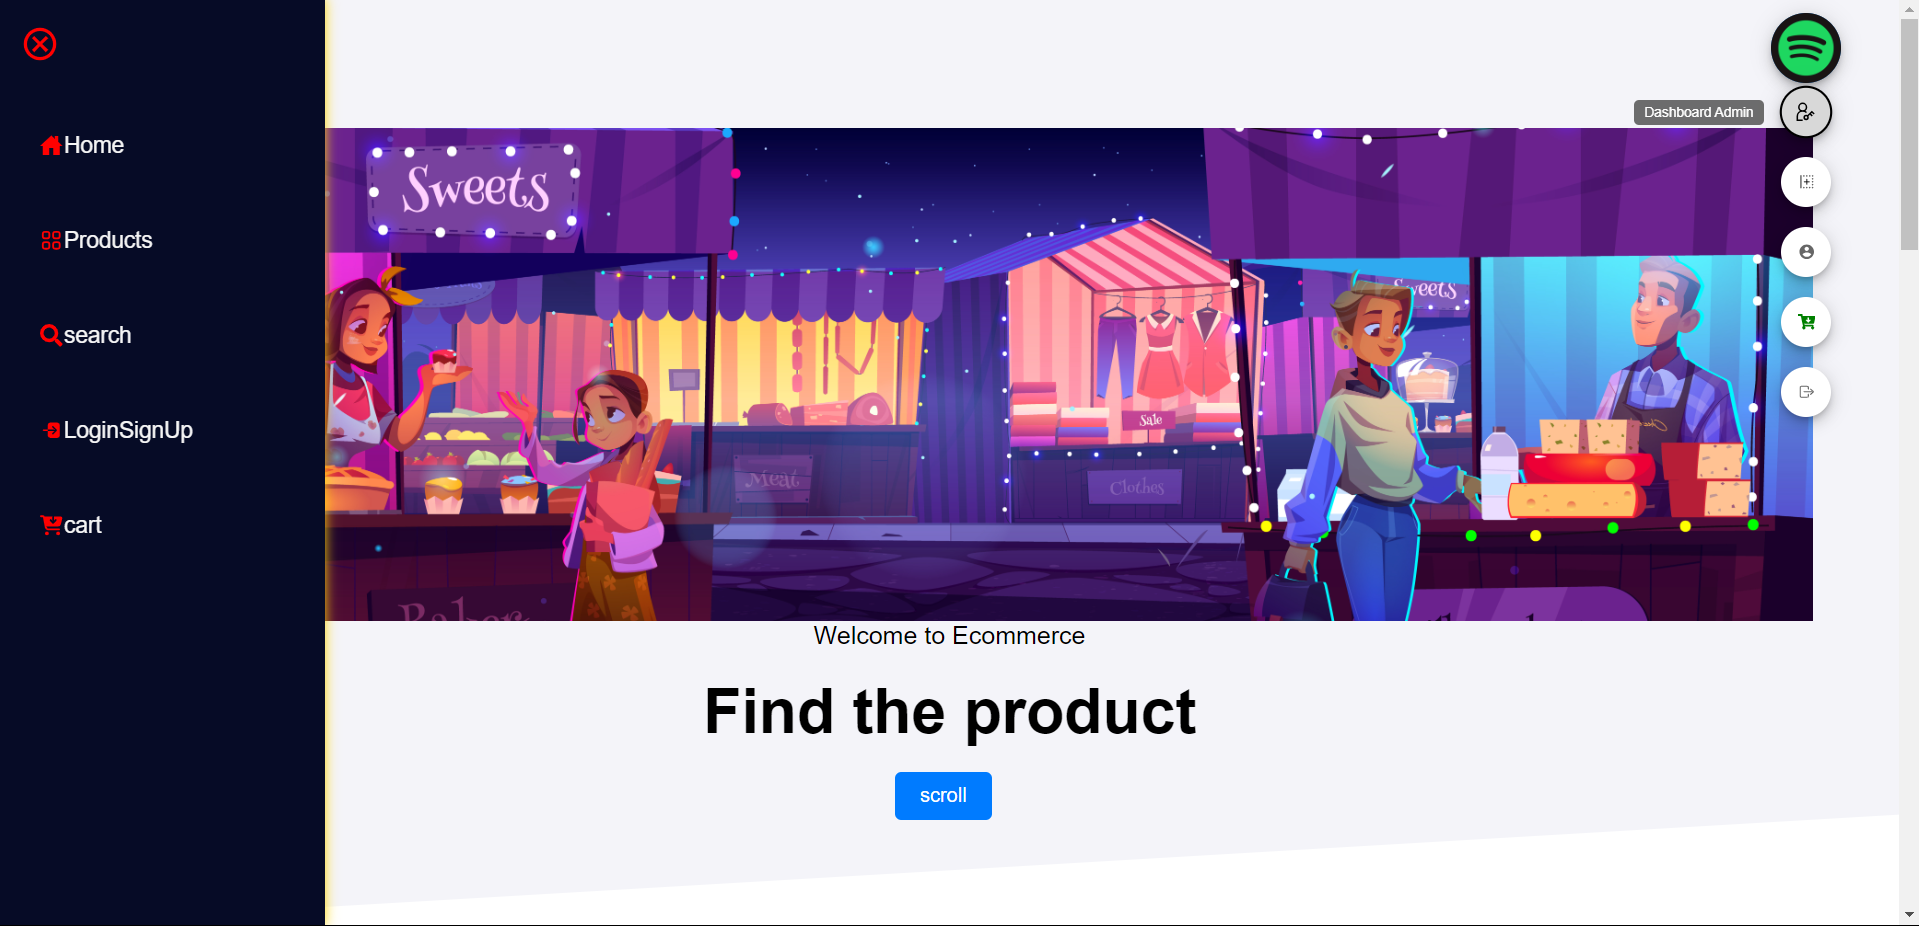 Home
Products
search
LoginSignUp
cart
Dashboard Admin
Sweets
Sweets
Sale
Meat
Clothes
Welcome to Ecommerce
Find the product
scroll